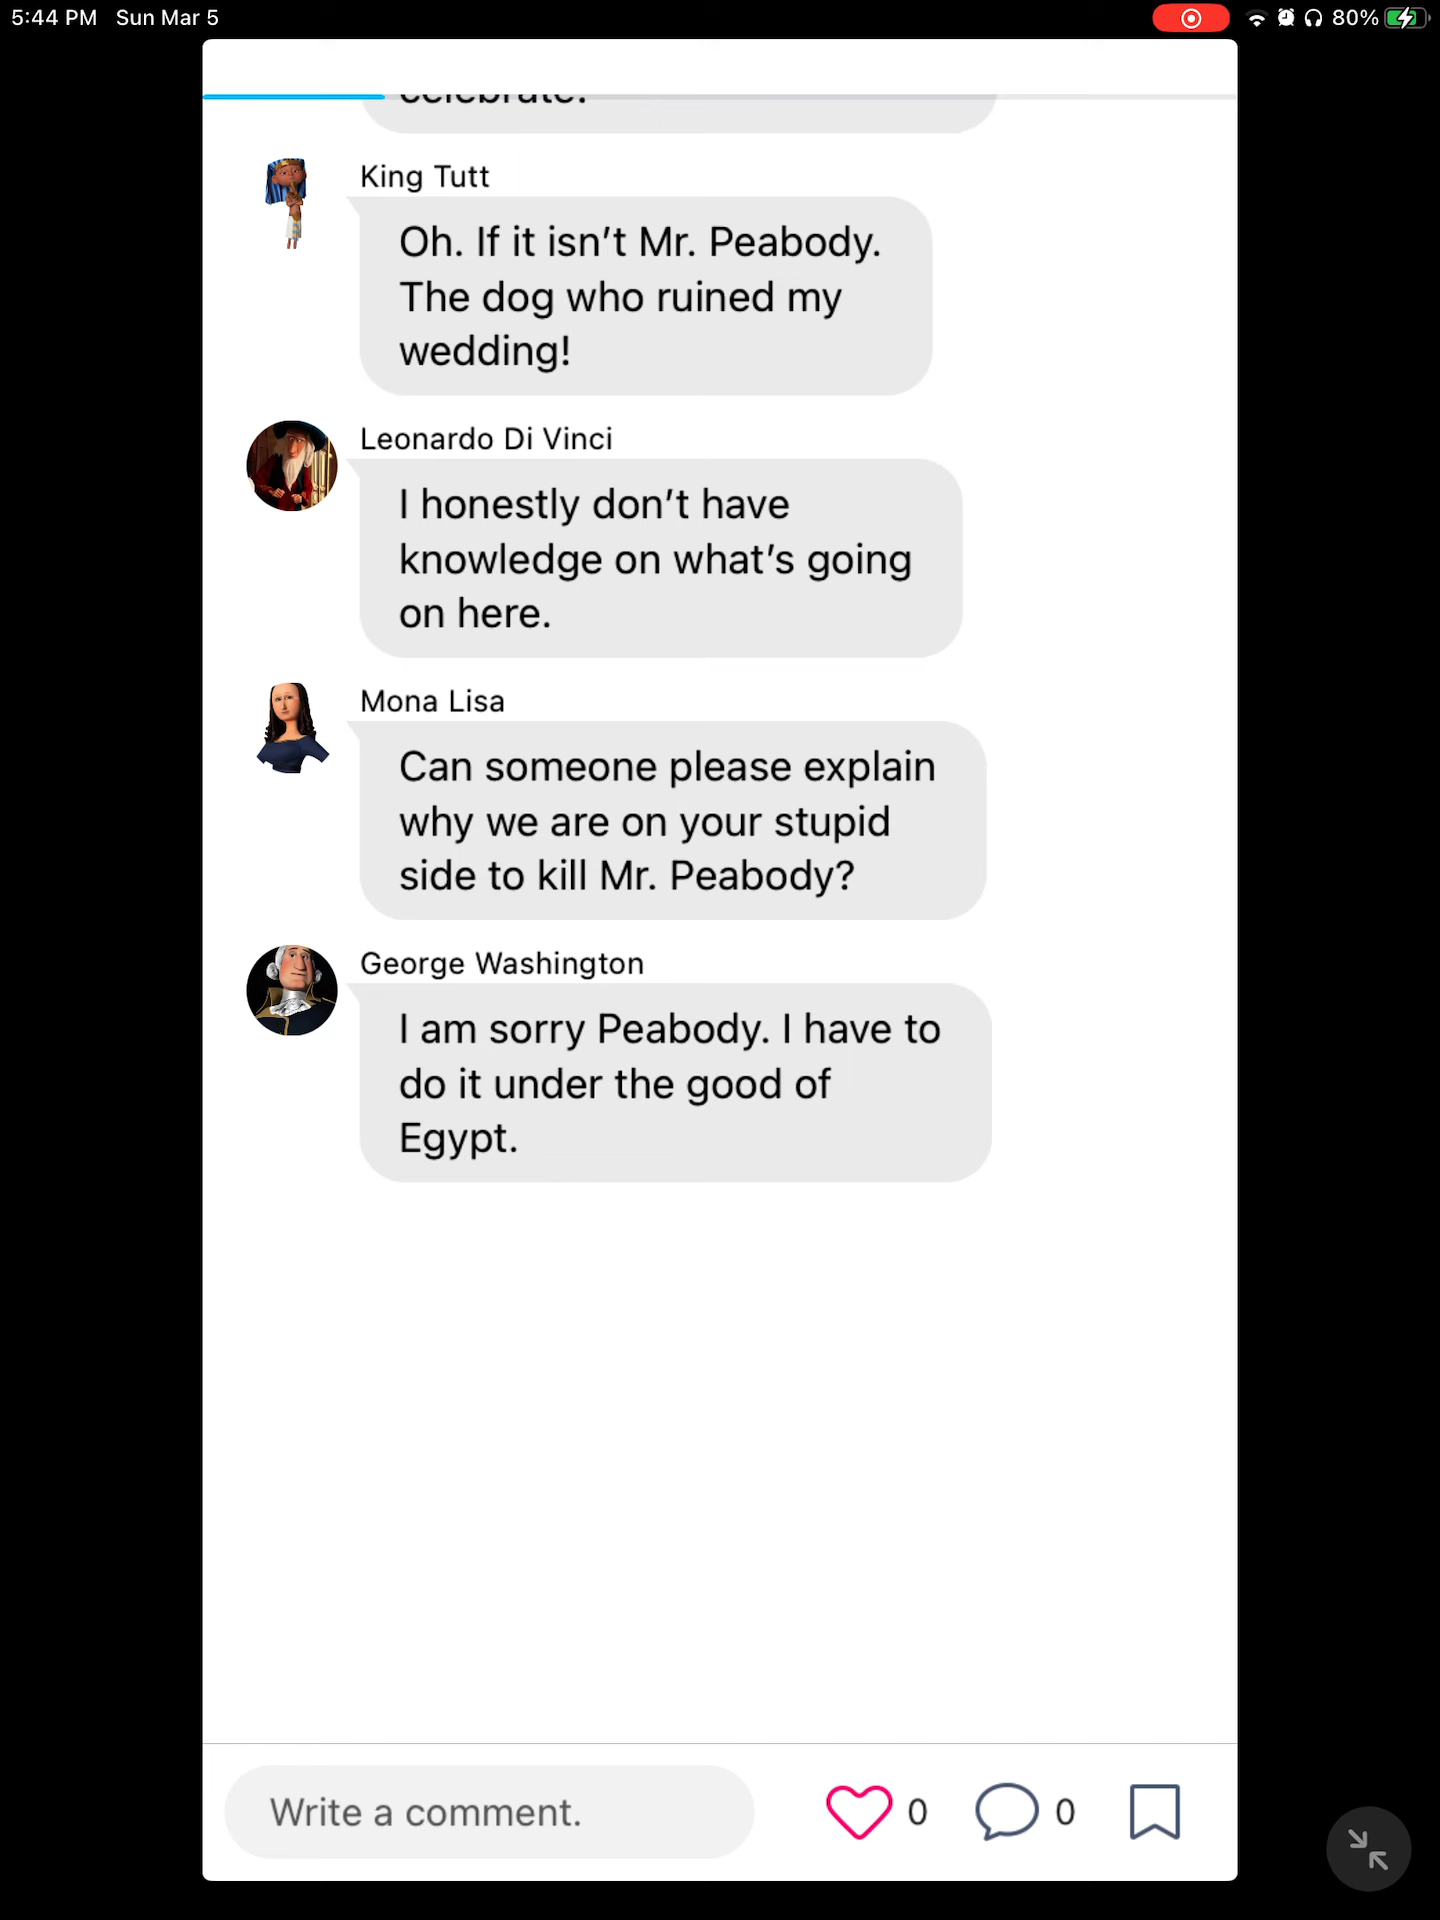 5:44 PM Sun Mar 5
80%
celebrate.
King Tutt
Oh. If it isn’t Mr. Peabody.
The dog who ruined my
wedding!
Leonardo Di Vinci
I honestly don’t have
knowledge on what’s going
on here.
Mona Lisa
Can someone please explain
why we are on your stupid
side to kill Mr. Peabody?
George Washington
I am sorry Peabody. I have to
do it under the good of
Egypt.
Write a comment.
0
0